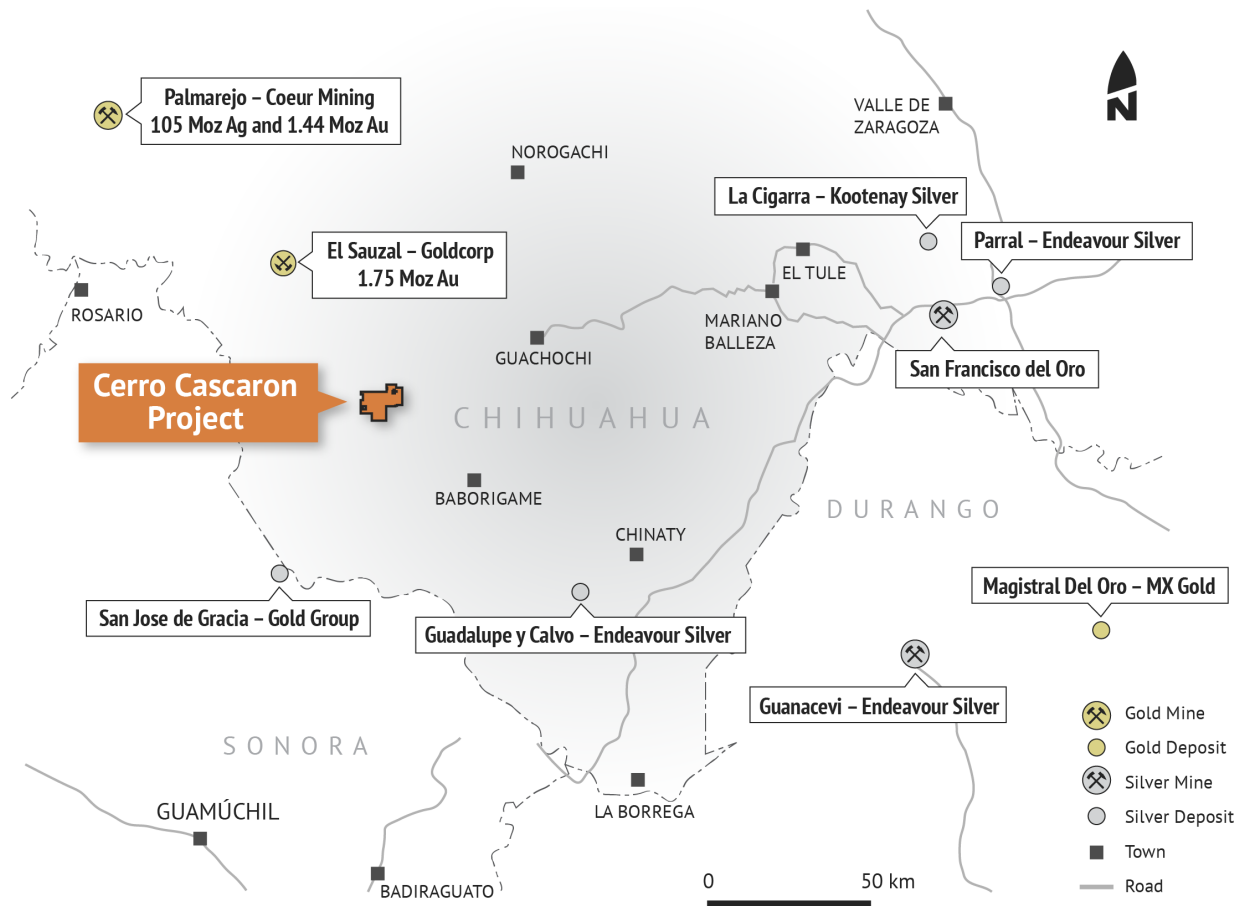 Palmarejo – Coeur Mining
105 Moz Ag and 1.44 Moz Au
VALLE DE
ZARAGOZA
N
NOROGACHI
La Cigarra – Kootenay Silver
Parral – Endeavour Silver
El Sauzal – Goldcorp
1.75 Moz Au
EL TULE
ROSARIO
MARIANO
BALLEZA
GUACHOCHI
San Francisco del Oro
Cerro Cascaron
Project
CHIHUAHUA
BABORIGAME
DURANGO
CHINATY
Magistral Del Oro – MX Gold
San Jose de Gracia – Gold Group
Guadalupe y Calvo – Endeavour Silver
Guanacevi – Endeavour Silver
SONORA
GUAMÚCHIL
LA BORREGA
BADIRAGUATO
Gold Mine
Gold Deposit
Silver Mine
Silver Deposit
Town
Road
0 50 km